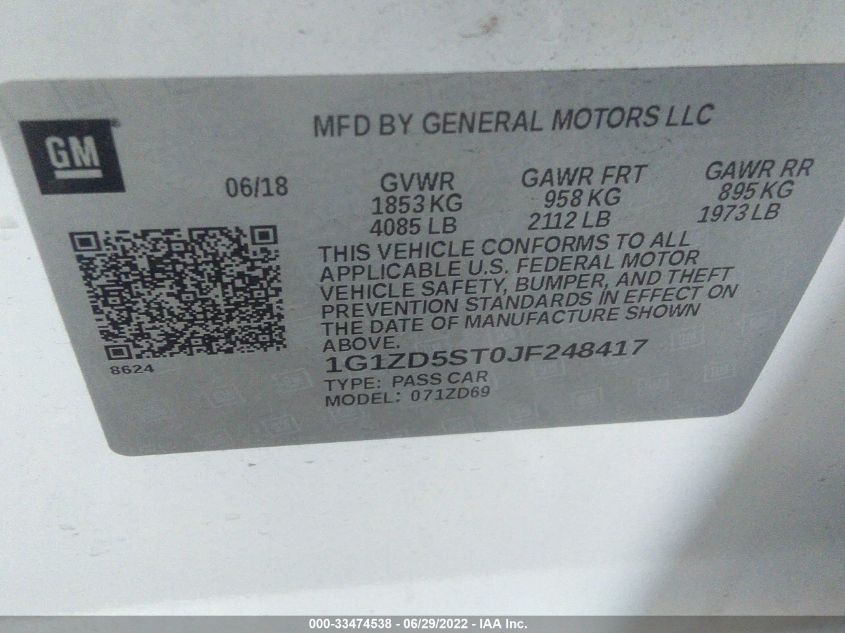 GM
MFD BY GENERAL MOTORS LLC
06/18 GVWR GAWR FRT GAWR RR
1853 KG 958 KG 895 KG
4085 LB 2112 LB 1973 LB
THIS VEHICLE CONFORMS TO ALL
APPLICABLE U.S. FEDERAL MOTOR
VEHICLE SAFETY, BUMPER, AND THEFT
PREVENTION STANDARDS IN EFFECT ON
THE DATE OF MANUFACTURE SHOWN
ABOVE.
8624
1G1ZD5ST0JF248417
TYPE: PASS CAR
MODEL: 071ZD69
000-33474538 - 06/29/2022 - IAA Inc.